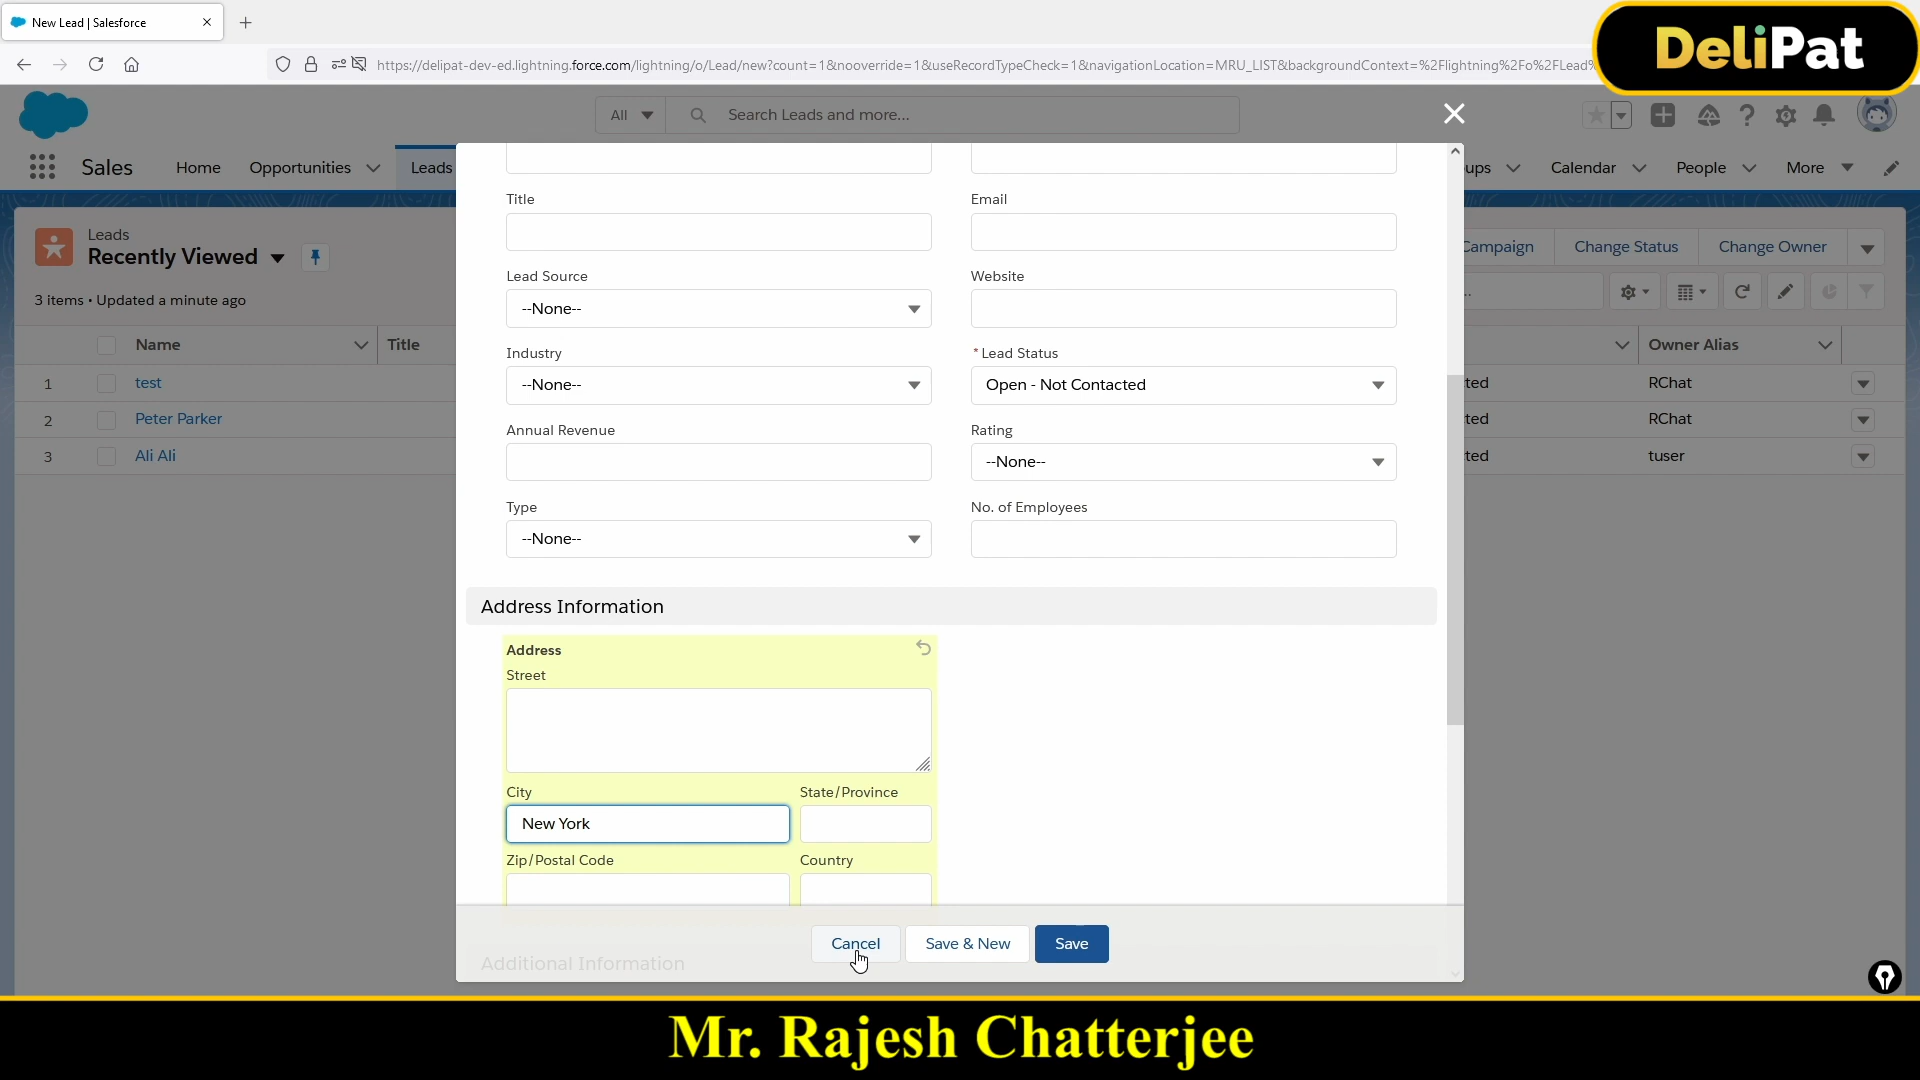 New Lead | Salesforce
DeliPat
https://delipat-dev-ed.lightning.force.com/lightning/o/Lead/new?count=1&nooverride=1&useRecordTypeCheck=1&navigationLocation=MRU_LIST&backgroundContext=%2Flightning%2Fo%2FLead%
All
Search Leads and more...
Sales
Home
Opportunities
Leads
ups
Calendar
People
More
Leads
Recently Viewed
3 items • Updated a minute ago
Campaign
Change Status
Change Owner
Name
Title
Owner Alias
1
test
ted
RChat
2
Peter Parker
ted
RChat
3
Ali Ali
ted
tuser
Title
Email
Lead Source
Website
--None--
Industry
* Lead Status
--None--
Open - Not Contacted
Annual Revenue
Rating
--None--
Type
No. of Employees
--None--
Address Information
Address
Street
City
State/Province
New York
Zip/Postal Code
Country
Cancel
Save & New
Save
Additional Information
Mr. Rajesh Chatterjee